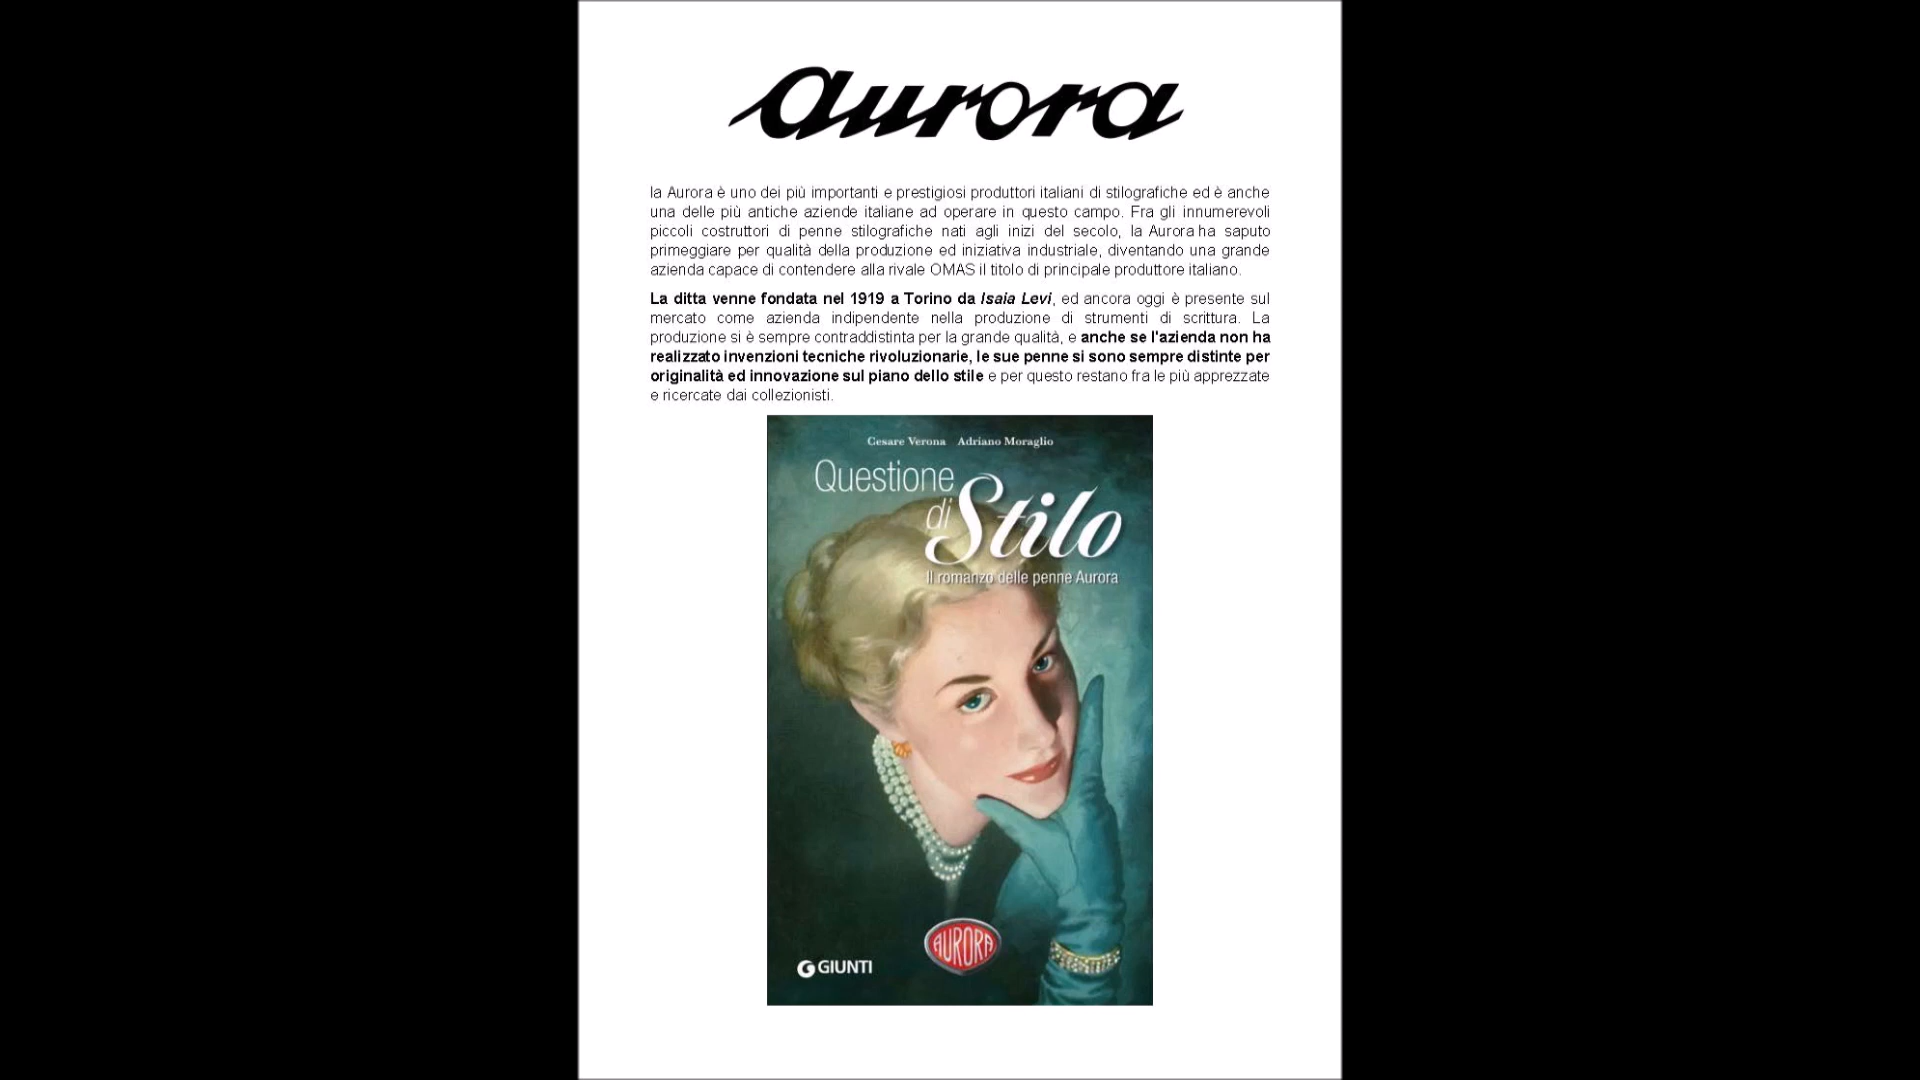 aurora
la Aurora è uno dei più importanti e prestigiosi produttori italiani di stilografiche ed è anche
una delle più antiche aziende italiane ad operare in questo campo. Fra gli innumerevoli
piccoli costruttori di penne stilografiche nati agli inizi del secolo, la Aurora ha saputo
primeggiare per qualità della produzione ed iniziativa industriale, diventando una grande
azienda capace di contendere alla rivale OMAS il titolo di principale produttore italiano.
La ditta venne fondata nel 1919 a Torino da Isaia Levi, ed ancora oggi è presente sul
mercato come azienda indipendente nella produzione di strumenti di scrittura. La
produzione si è sempre contraddistinta per la grande qualità, e anche se l'azienda non ha
realizzato invenzioni tecniche rivoluzionarie, le sue penne si sono sempre distinte per
originalità ed innovazione sul piano dello stile e per questo restano fra le più apprezzate
e ricercate dai collezionisti.
Cesare Verona Adriano Moraglio
Questione
di Stilo
Il romanzo delle penne Aurora
AURORA
GIUNTI